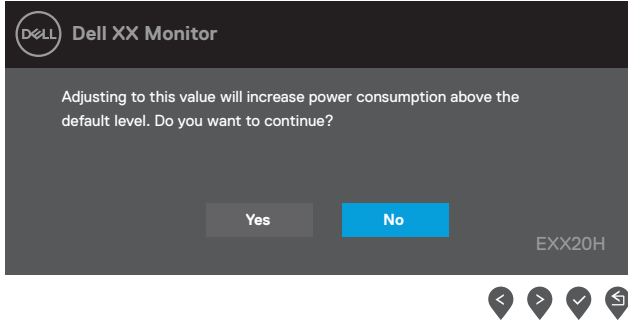 DELL
Dell XX Monitor
Adjusting to this value will increase power consumption above the
default level. Do you want to continue?
Yes No
EXX20H